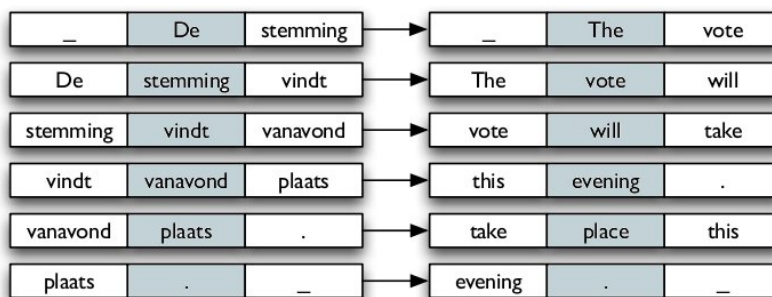 _ De stemming _ The vote
De stemming vindt The vote will
stemming vindt vanavond vote will take
vindt vanavond plaats this evening .
vanavond plaats . take place this
plaats . _ evening . _